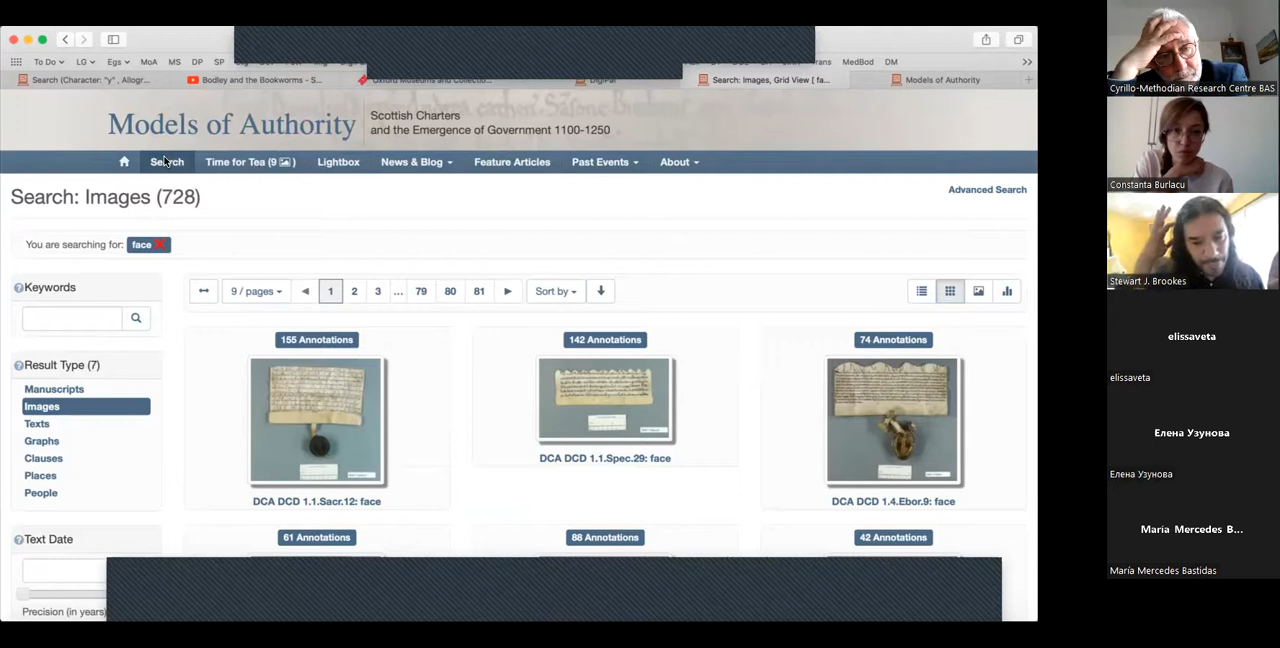 To Do LG Eggs MoA MS DP SP rans MedBod DM
Search (Character: "y" , Allogr... Bodley and the Bookworms - S... Search: Images, Grid View [ fa... Models of Authority
Models of Authority
Scottish Charters
and the Emergence of Government 1100-1250
Search Time for Tea (9 ) Lightbox News & Blog Feature Articles Past Events About
Search: Images (728)
Advanced Search
You are searching for: face
Keywords
9 / pages 1 2 3 ... 79 80 81 Sort by
Result Type (7)
Manuscripts
Images
Texts
Graphs
Clauses
Places
People
155 Annotations
DCA DCD 1.1.Sacr.12: face
142 Annotations
DCA DCD 1.1.Spec.29: face
74 Annotations
DCA DCD 1.4.Ebor.9: face
Text Date
61 Annotations
88 Annotations
42 Annotations
Precision (in years)
Cyrillo-Methodian Research Centre BAS
Constanta Burlacu
Stewart J. Brookes
elissaveta
elissaveta
Елена Узунова
Елена Узунова
María Mercedes B...
María Mercedes Bastidas